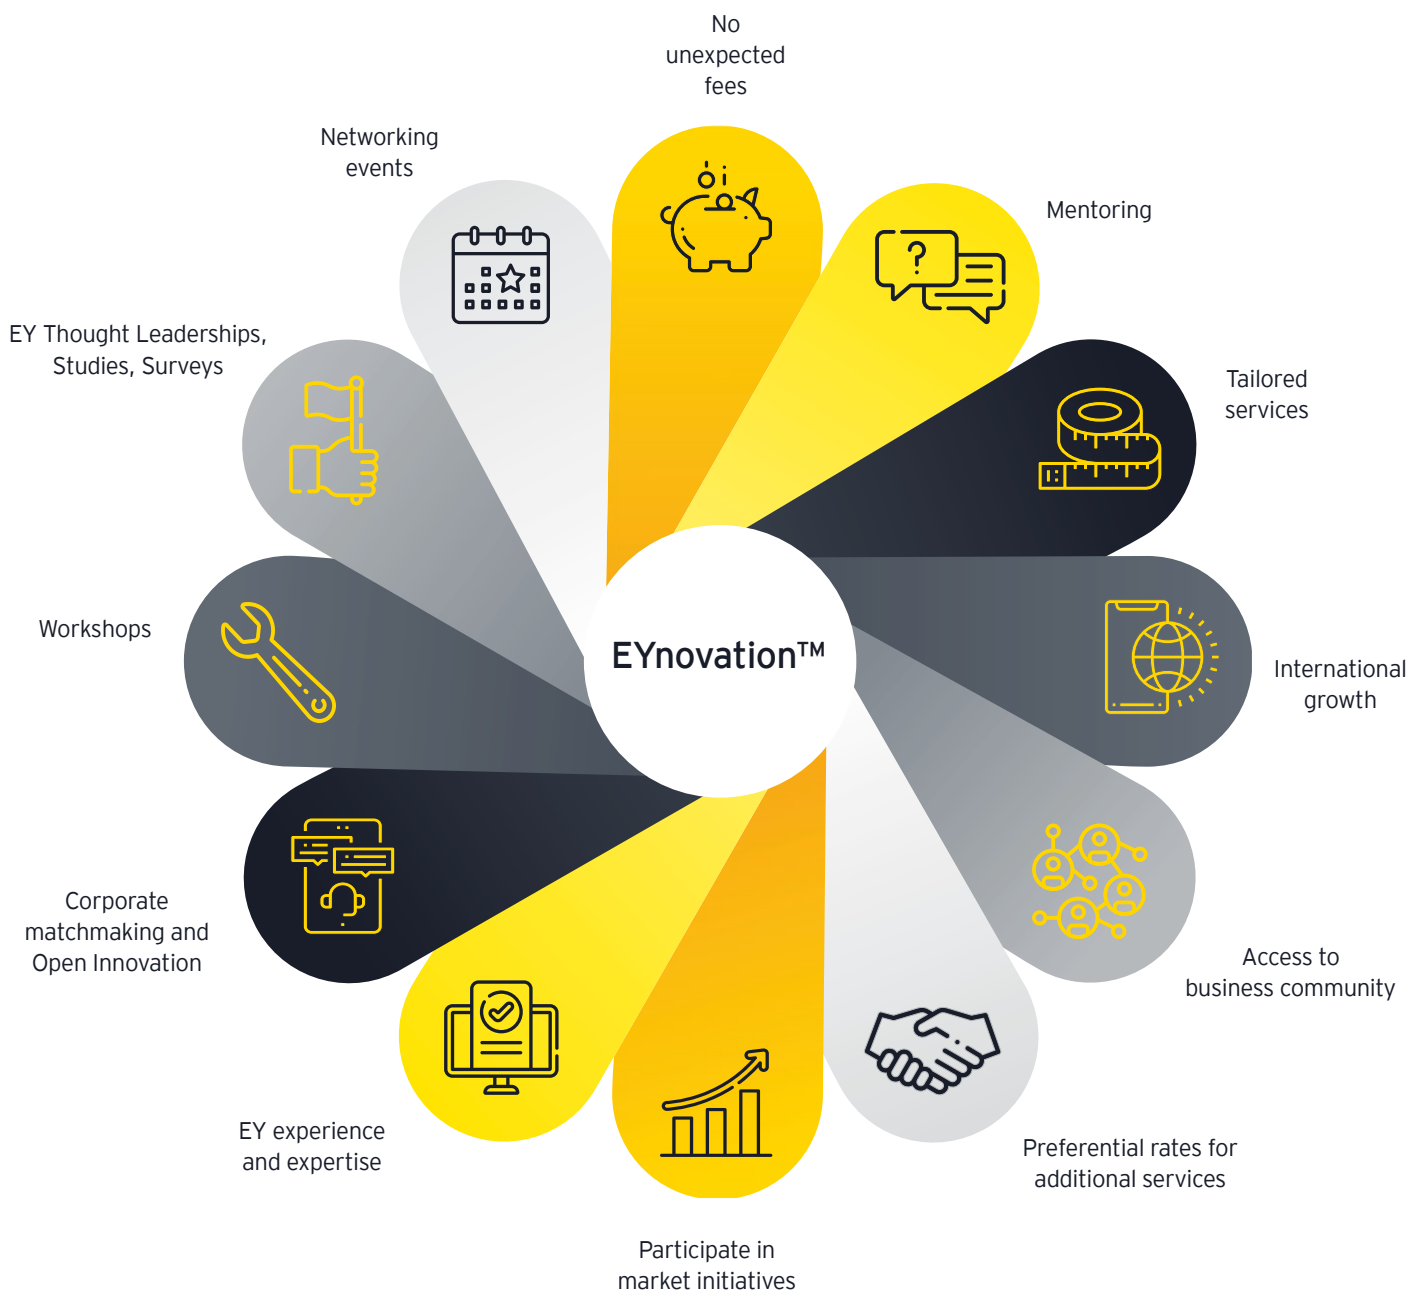 No
unexpected
fees
Networking
events
Mentoring
EY Thought Leaderships,
Studies, Surveys
Tailored
services
Workshops
EYnovation™
International
growth
Corporate
matchmaking and
Open Innovation
Access to
business community
EY experience
and expertise
Preferential rates for
additional services
Participate in
market initiatives